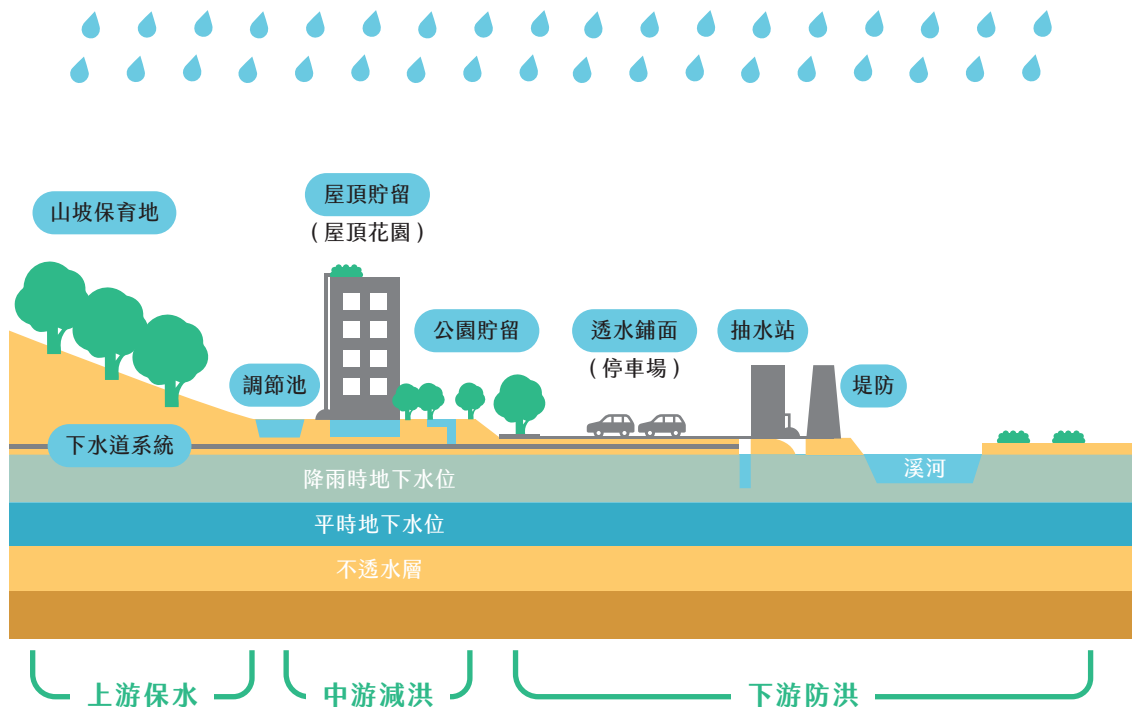 山坡保育地
屋頂貯留
(屋頂花園)
公園貯留
透水鋪面
(停車場)
抽水站
調節池
堤防
下水道系統
溪河
降雨時地下水位
平時地下水位
不透水層
上游保水
中游減洪
下游防洪